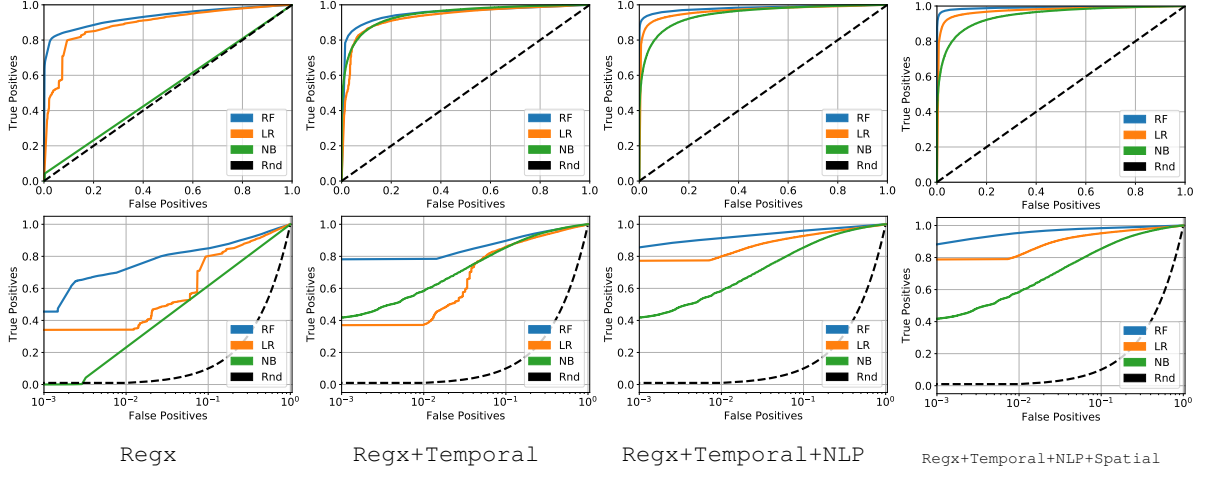 True Positives
1.0
0.8
0.6
0.4
0.2
0.0
0.0 0.2 0.4 0.6 0.8 1.0
False Positives
RF
LR
NB
Rnd
True Positives
1.0
0.8
0.6
0.4
0.2
0.0
0.0 0.2 0.4 0.6 0.8 1.0
False Positives
RF
LR
NB
Rnd
True Positives
1.0
0.8
0.6
0.4
0.2
0.0
0.0 0.2 0.4 0.6 0.8 1.0
False Positives
RF
LR
NB
Rnd
True Positives
1.0
0.8
0.6
0.4
0.2
0.0
0.0 0.2 0.4 0.6 0.8 1.0
False Positives
RF
LR
NB
Rnd
True Positives
1.0
0.8
0.6
0.4
0.2
0.0
10⁻³ 10⁻² 10⁻¹ 10⁰
False Positives
RF
LR
NB
Rnd
True Positives
1.0
0.8
0.6
0.4
0.2
0.0
10⁻³ 10⁻² 10⁻¹ 10⁰
False Positives
RF
LR
NB
Rnd
True Positives
1.0
0.8
0.6
0.4
0.2
0.0
10⁻³ 10⁻² 10⁻¹ 10⁰
False Positives
RF
LR
NB
Rnd
True Positives
1.0
0.8
0.6
0.4
0.2
0.0
10⁻³ 10⁻² 10⁻¹ 10⁰
False Positives
RF
LR
NB
Rnd
Regx
Regx+Temporal
Regx+Temporal+NLP
Regx+Temporal+NLP+Spatial